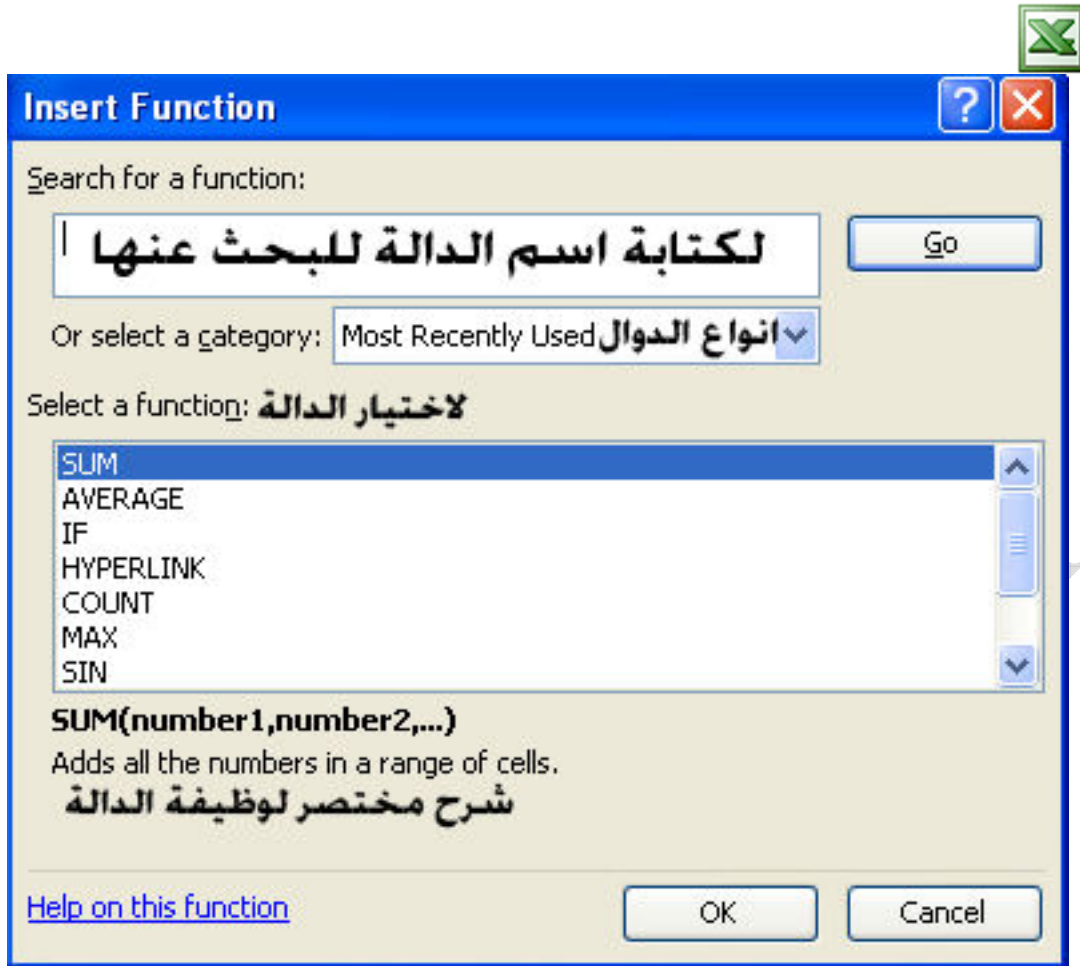 Insert Function
Search for a function:
لكتابة اسم الدالة للبحث عنها
Go
Or select a category: Most Recently Used انواع الدوال
Select a function: لاختيار الدالة
SUM
AVERAGE
IF
HYPERLINK
COUNT
MAX
SIN
SUM(number1,number2,...)
Adds all the numbers in a range of cells.
شرح مختصر لوظيفة الدالة
Help on this function
OK
Cancel